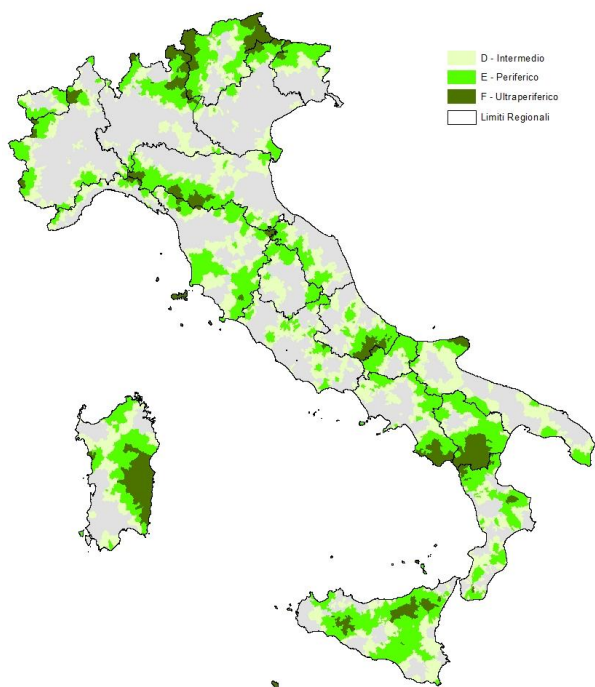 D - Intermedio
E - Periferico
F - Ultraperiferico
Limiti Regionali